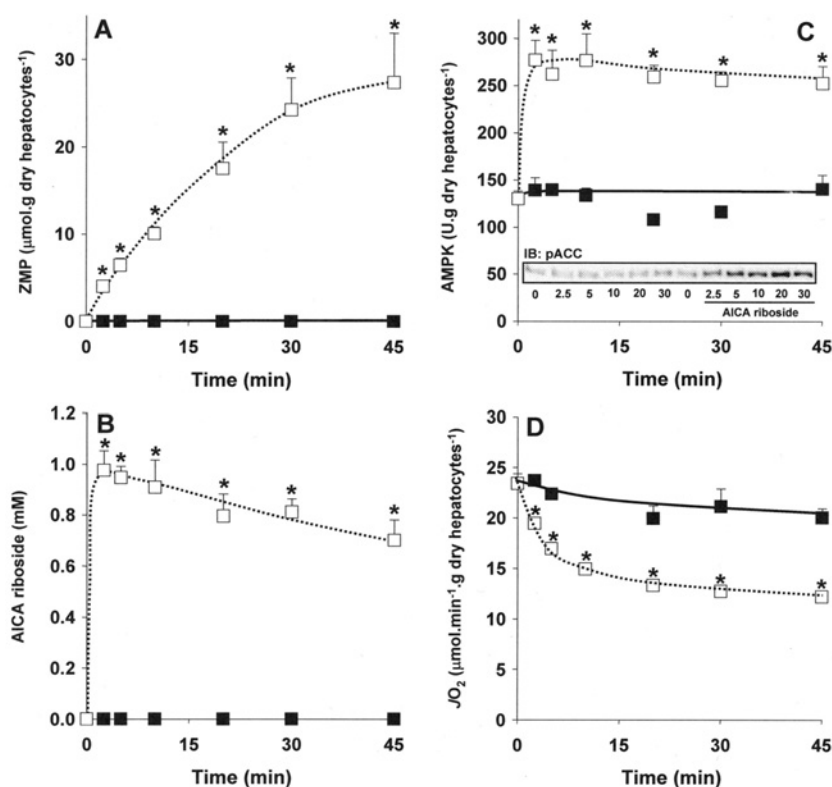 A
ZMP (μmol.g dry hepatocytes⁻¹)
30
20
10
0
0 15 30 45
Time (min)
* * * * * * *
B
AICA riboside (mM)
1.2
1.0
0.8
0.6
0.4
0.2
0.0
0 15 30 45
Time (min)
* * * * * *
C
AMPK (U.g dry hepatocytes⁻¹)
300
250
200
150
100
50
0
* * * * * *
IB: pACC
0 2.5 5 10 20 30 0 2.5 5 10 20 30
AICA riboside
0 15 30 45
Time (min)
D
JO₂ (μmol.min⁻¹.g dry hepatocytes⁻¹)
30
25
20
15
10
5
0
* * * * * *
0 15 30 45
Time (min)